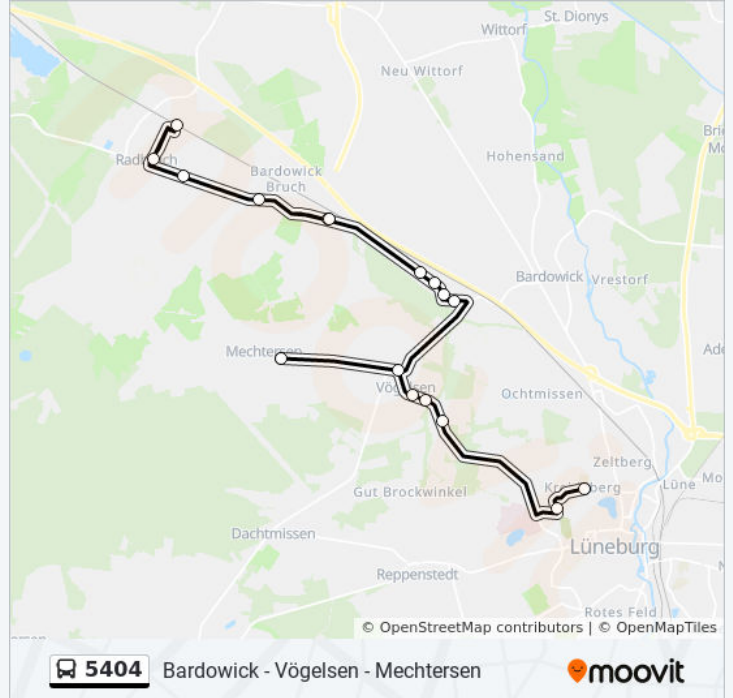 St. Dionys
Wittorf
Neu Wittorf
Hohensand
Bardowick
Bruch
Bardowick
Vrestorf
Mechtersen
Vögelsen
Ochtmissen
Zeltberg
Kreideberg
Lüne
Gut Brockwinkel
Dachtmissen
Lüneburg
Reppenstedt
Rotes Feld
© OpenStreetMap contributors | © OpenMapTiles
5404 Bardowick - Vögelsen - Mechtersen moovit